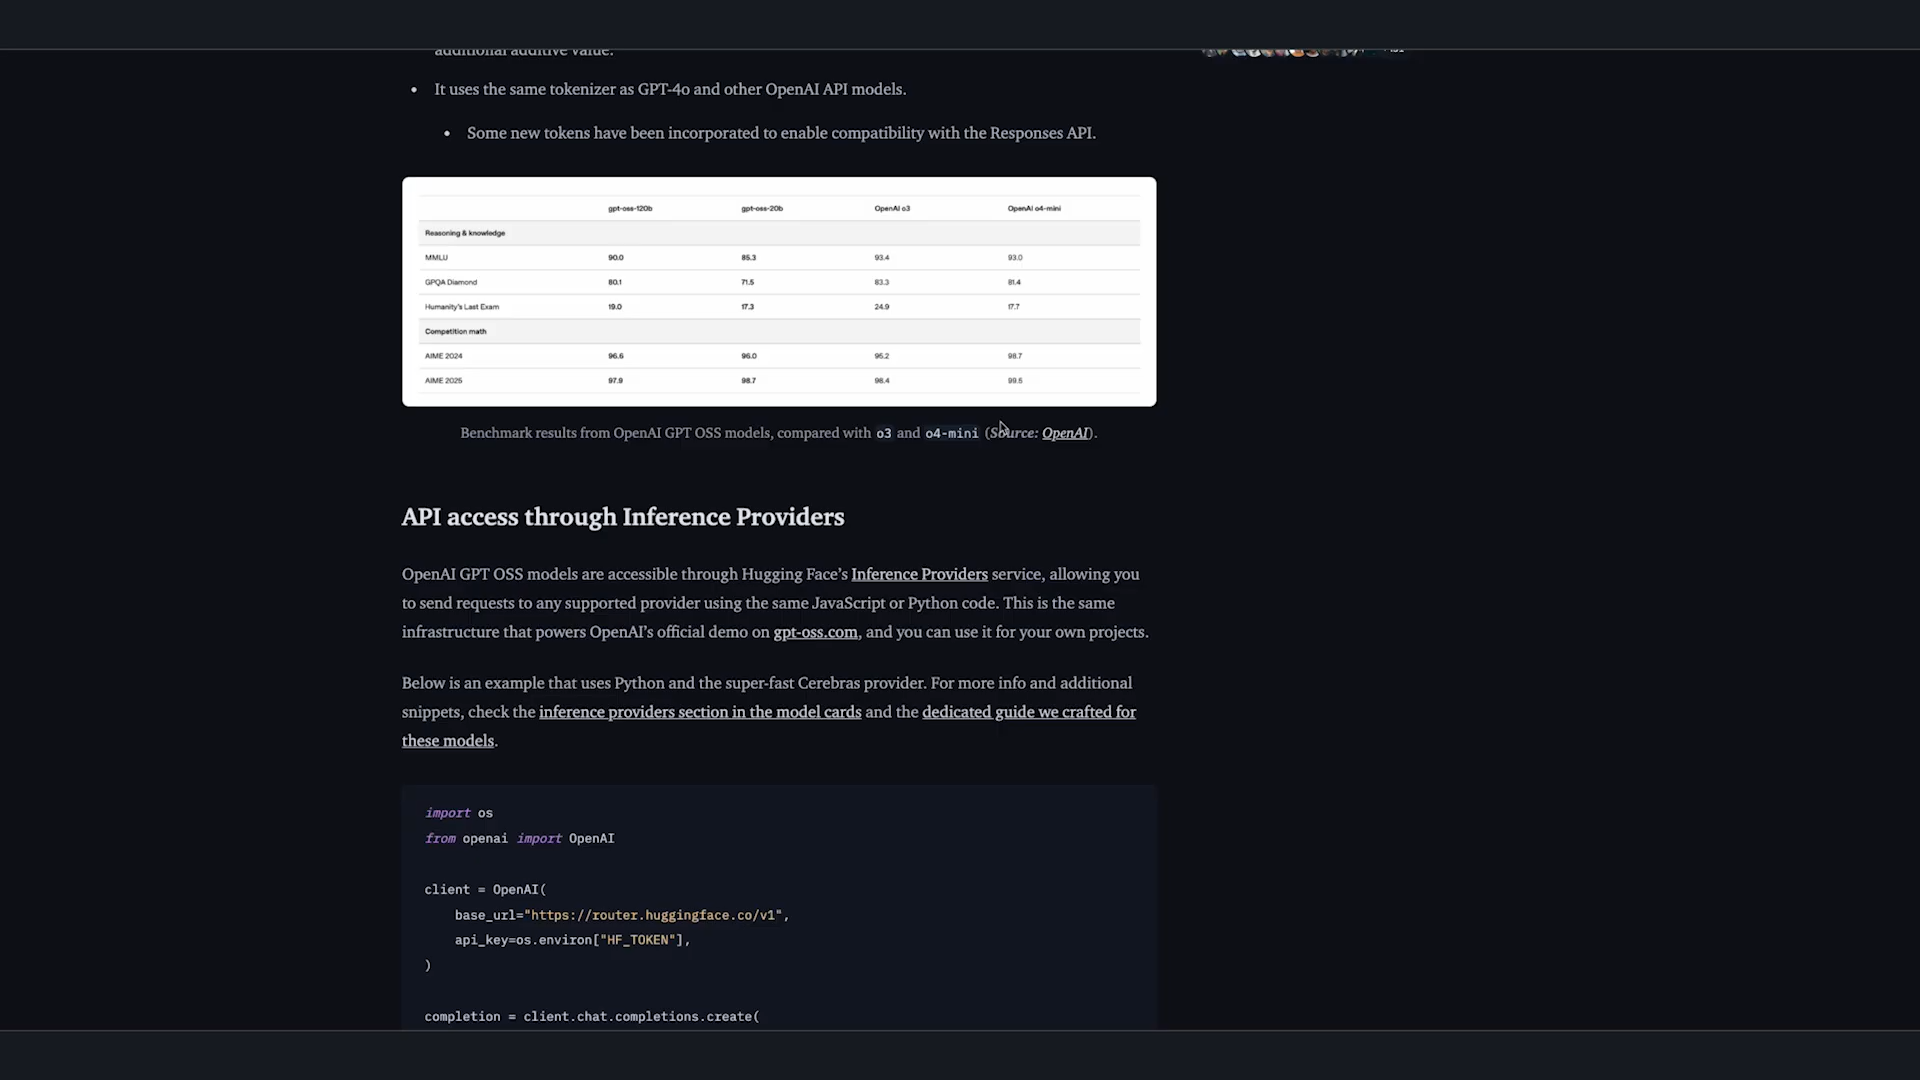 additional additive value.
• It uses the same tokenizer as GPT-4o and other OpenAI API models.
• Some new tokens have been incorporated to enable compatibility with the Responses API.
gpt-oss-120b gpt-oss-20b OpenAI o3 OpenAI o4-mini
Reasoning & knowledge
MMLU 90.0 85.3 93.4 93.0
GPQA Diamond 80.1 71.5 83.3 81.4
Humanity's Last Exam 19.0 17.3 24.9 17.7
Competition math
AIME 2024 96.6 96.0 95.2 98.7
AIME 2025 97.9 98.7 98.4 99.5
Benchmark results from OpenAI GPT OSS models, compared with o3 and o4-mini (Source: OpenAI).
API access through Inference Providers
OpenAI GPT OSS models are accessible through Hugging Face’s Inference Providers service, allowing you
to send requests to any supported provider using the same JavaScript or Python code. This is the same
infrastructure that powers OpenAI’s official demo on gpt-oss.com, and you can use it for your own projects.
Below is an example that uses Python and the super-fast Cerebras provider. For more info and additional
snippets, check the inference providers section in the model cards and the dedicated guide we crafted for
these models.
import os
from openai import OpenAI
client = OpenAI(
base_url="https://router.huggingface.co/v1",
api_key=os.environ["HF_TOKEN"],
)
completion = client.chat.completions.create(